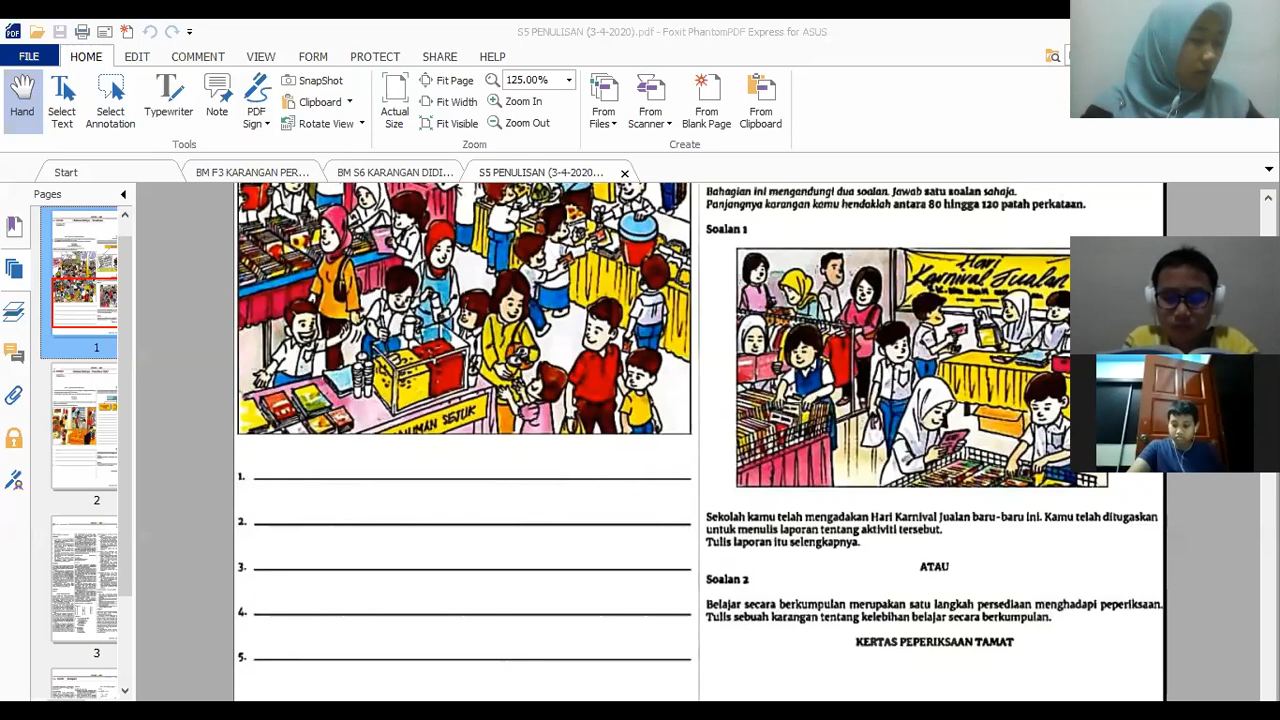 S5 PENULISAN (3-4-2020).pdf - Foxit PhantomPDF Express for ASUS
FILE HOME EDIT COMMENT VIEW FORM PROTECT SHARE HELP
Hand
Select Text
Select Annotation
Typewriter
Note
PDF Sign
SnapShot
Clipboard
Rotate View
Tools
Actual Size
Fit Page
Fit Width
Fit Visible
125.00%
Zoom In
Zoom Out
Zoom
From Files
From Scanner
From Blank Page
From Clipboard
Create
Start
BM F3 KARANGAN PER...
BM S6 KARANGAN DIDI...
S5 PENULISAN (3-4-2020...
Pages
1
2
3
MINUMAN SEJUK
1.
2.
3.
4.
5.
Bahagian ini mengandungi dua soalan. Jawab satu soalan sahaja.
Panjangnya karangan kamu hendaklah antara 80 hingga 120 patah perkataan.
Soalan 1
Hari
Karnival Jualan
Sekolah kamu telah mengadakan Hari Karnival Jualan baru-baru ini. Kamu telah ditugaskan
untuk menulis laporan tentang aktiviti tersebut.
Tulis laporan itu selengkapnya.
ATAU
Soalan 2
Belajar secara berkumpulan merupakan satu langkah persediaan menghadapi peperiksaan.
Tulis sebuah karangan tentang kelebihan belajar secara berkumpulan.
KERTAS PEPERIKSAAN TAMAT